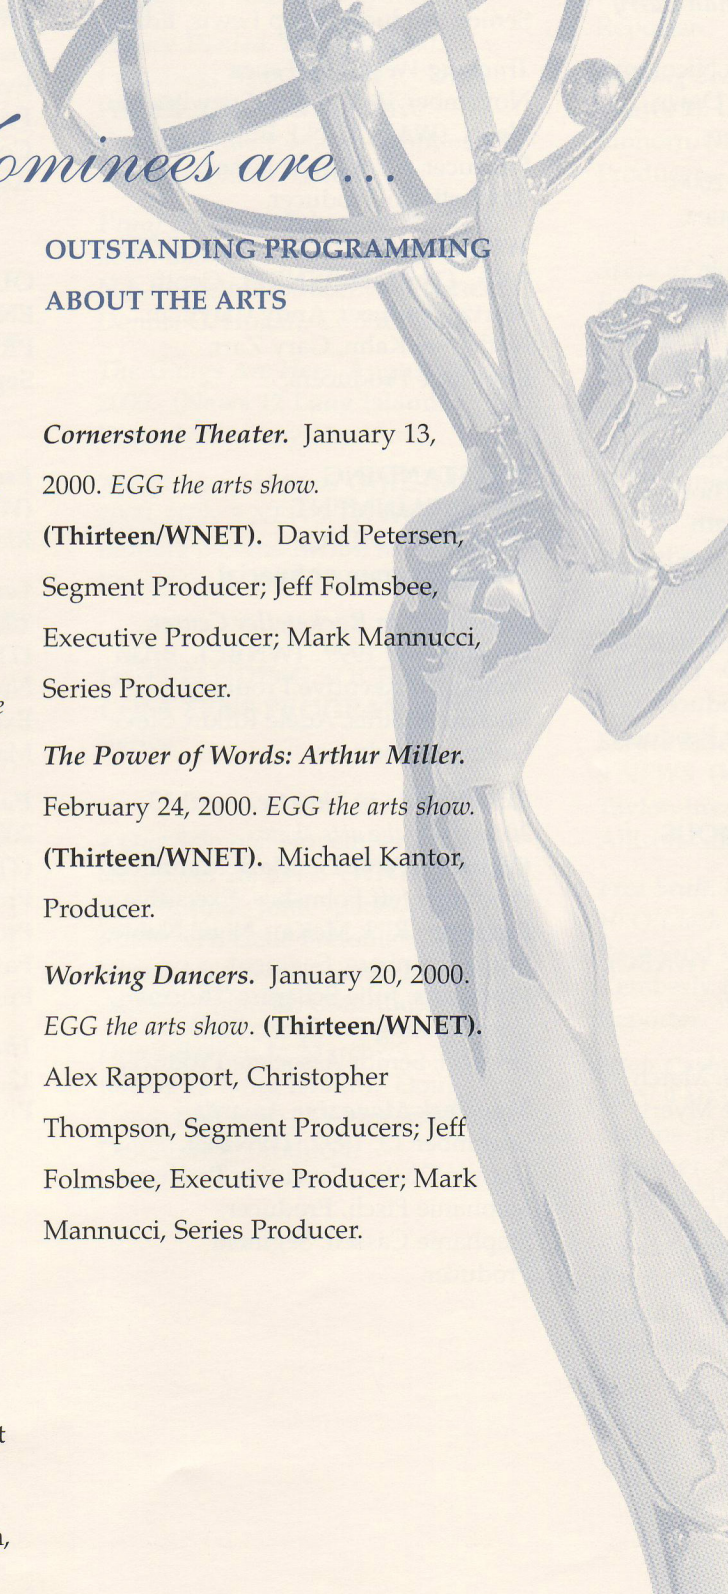 ominees are...
OUTSTANDING PROGRAMMING
ABOUT THE ARTS
Cornerstone Theater. January 13,
2000. EGG the arts show.
(Thirteen/WNET). David Petersen,
Segment Producer; Jeff Folmsbee,
Executive Producer; Mark Mannucci,
Series Producer.
The Power of Words: Arthur Miller.
February 24, 2000. EGG the arts show.
(Thirteen/WNET). Michael Kantor,
Producer.
Working Dancers. January 20, 2000.
EGG the arts show. (Thirteen/WNET).
Alex Rappoport, Christopher
Thompson, Segment Producers; Jeff
Folmsbee, Executive Producer; Mark
Mannucci, Series Producer.